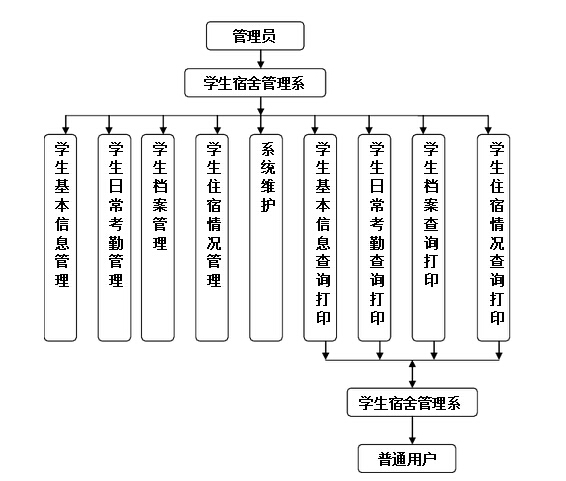 管理员
学生宿舍管理系
学生基本信息管理
学生日常考勤管理
学生档案管理
学生住宿情况管理
系统维护
学生基本信息查询打印
学生日常考勤查询打印
学生档案查询打印
学生住宿情况查询打印
学生宿舍管理系
普通用户